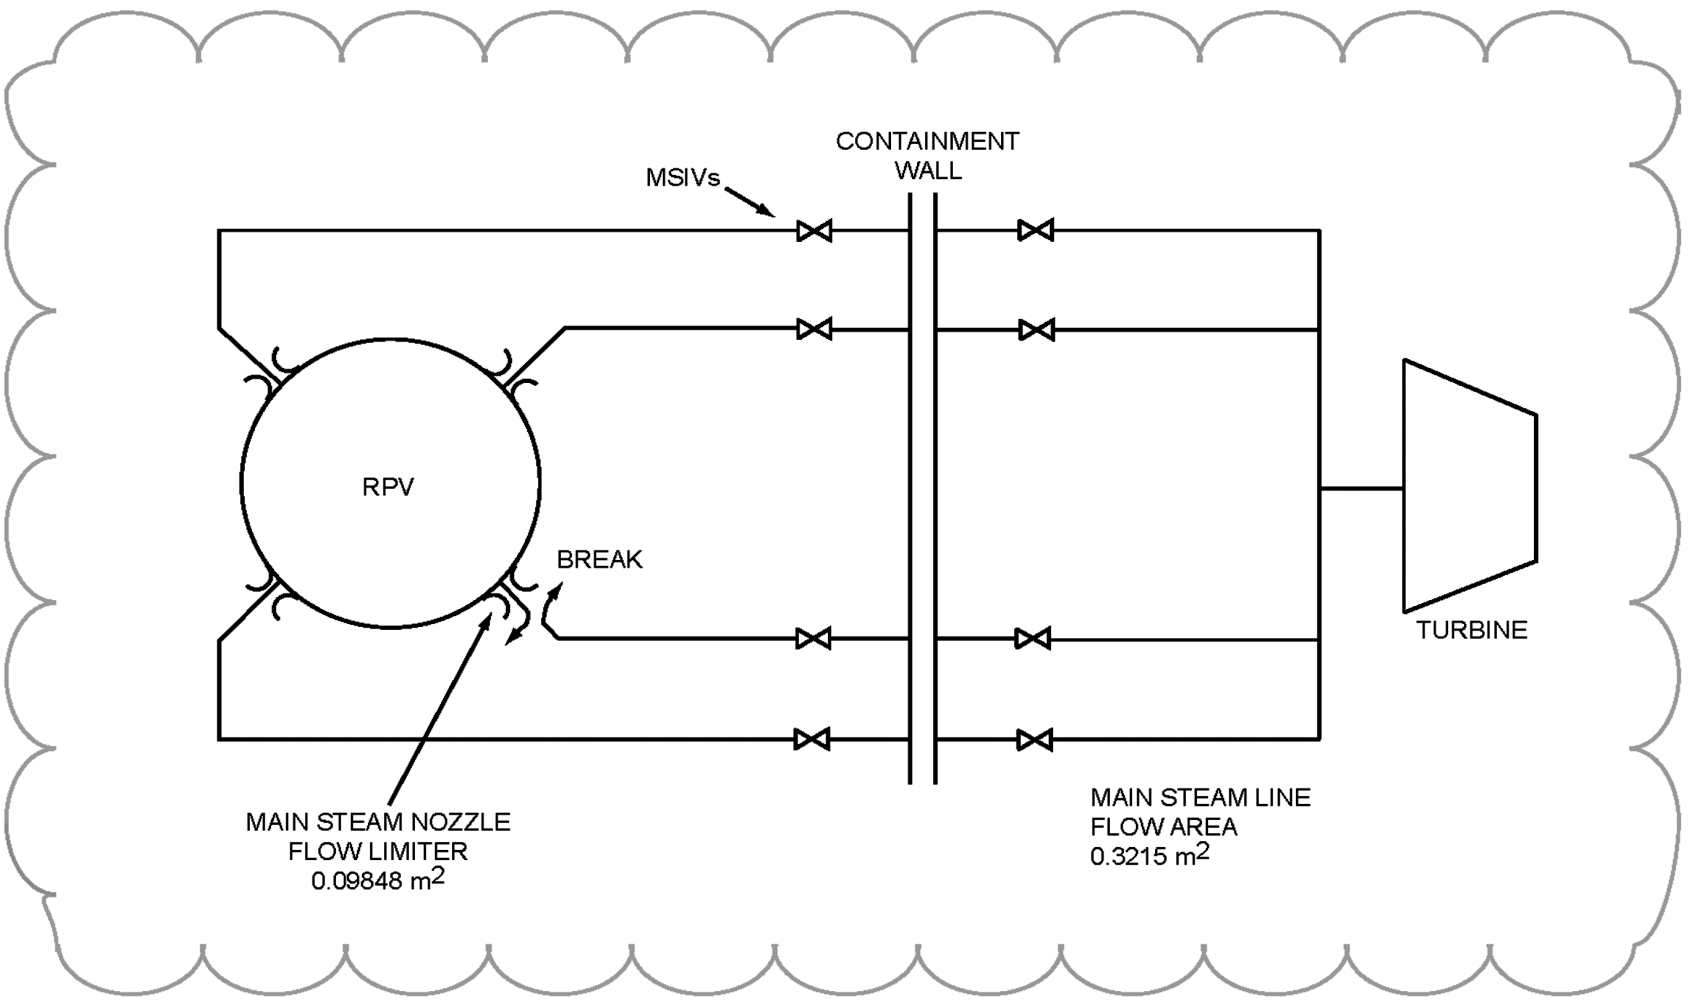 CONTAINMENT
WALL
MSIVs
RPV
BREAK
TURBINE
MAIN STEAM NOZZLE
FLOW LIMITER
0.09848 m2
MAIN STEAM LINE
FLOW AREA
0.3215 m2